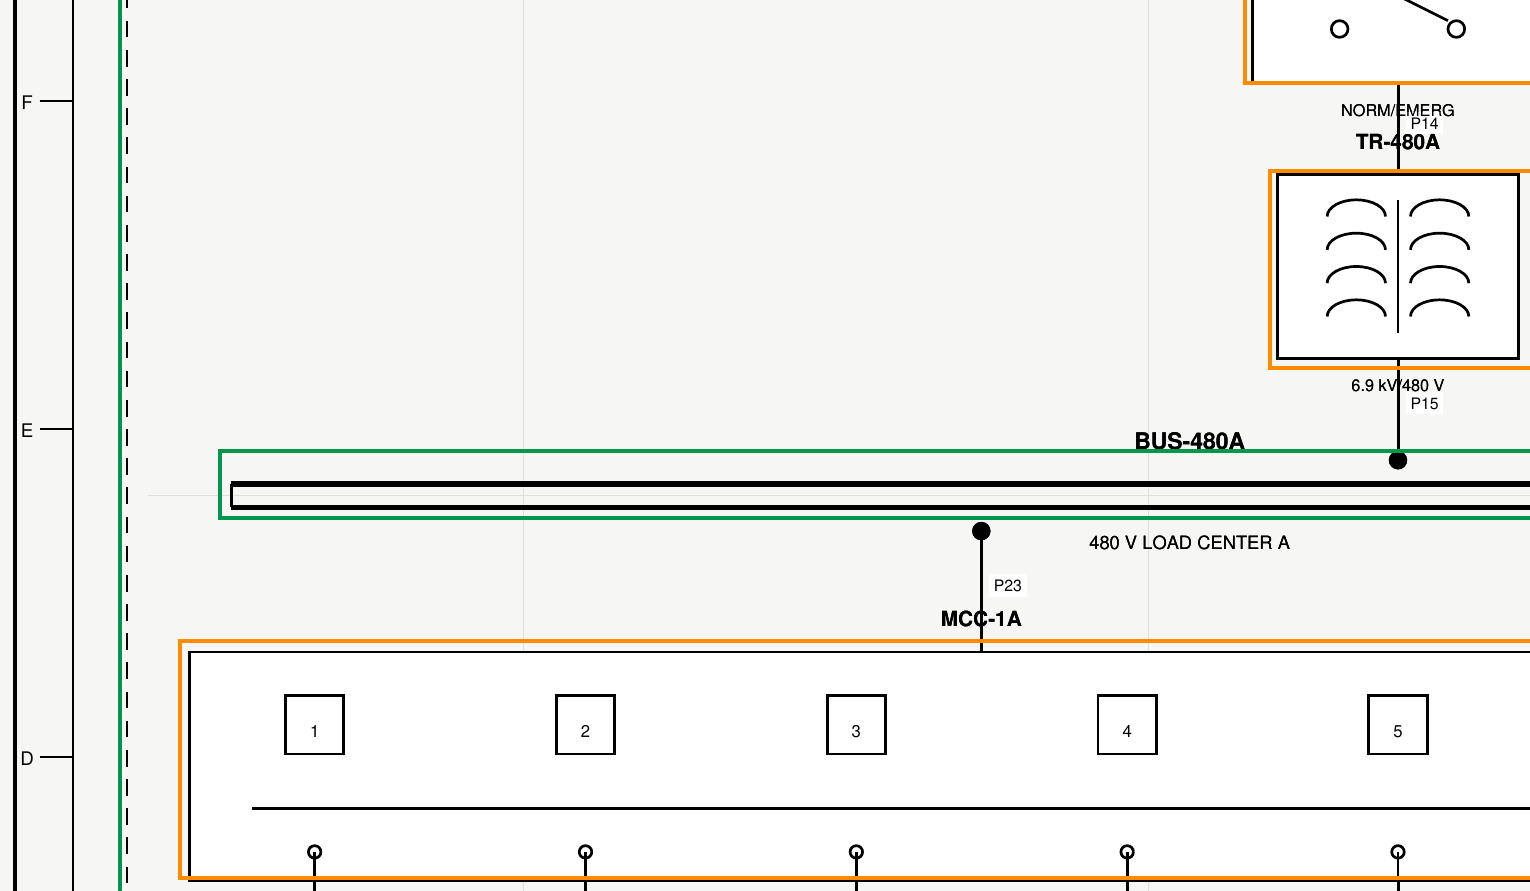 F
NORM/EMERG
P14
TR-480A
6.9 kV/480 V
P15
E
BUS-480A
480 V LOAD CENTER A
P23
MCC-1A
1
2
3
4
5
D